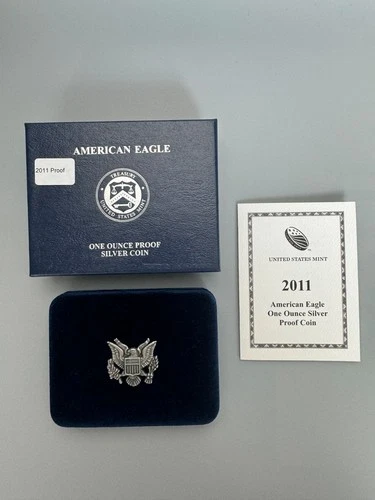 AMERICAN EAGLE
2011 Proof
TREASURY
UNITED STATES MINT
ONE OUNCE PROOF
SILVER COIN
UNITED STATES MINT
2011
American Eagle
One Ounce Silver
Proof Coin